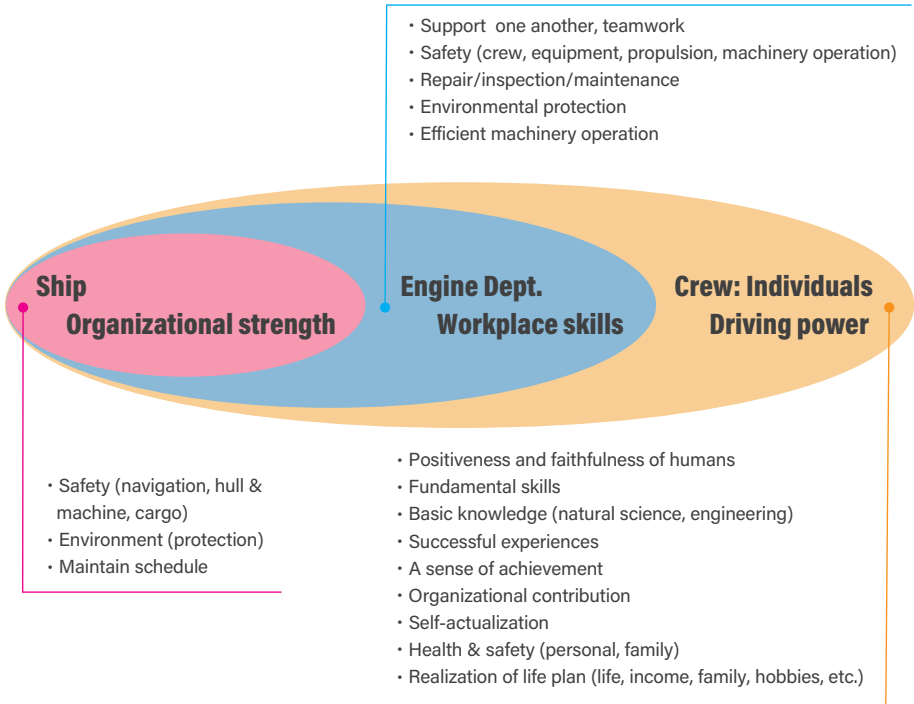 ・Support one another, teamwork
・Safety (crew, equipment, propulsion, machinery operation)
・Repair/inspection/maintenance
・Environmental protection
・Efficient machinery operation
Ship
Organizational strength
Engine Dept.
Workplace skills
Crew: Individuals
Driving power
・Safety (navigation, hull &
machine, cargo)
・Environment (protection)
・Maintain schedule
・Positiveness and faithfulness of humans
・Fundamental skills
・Basic knowledge (natural science, engineering)
・Successful experiences
・A sense of achievement
・Organizational contribution
・Self-actualization
・Health & safety (personal, family)
・Realization of life plan (life, income, family, hobbies, etc.)